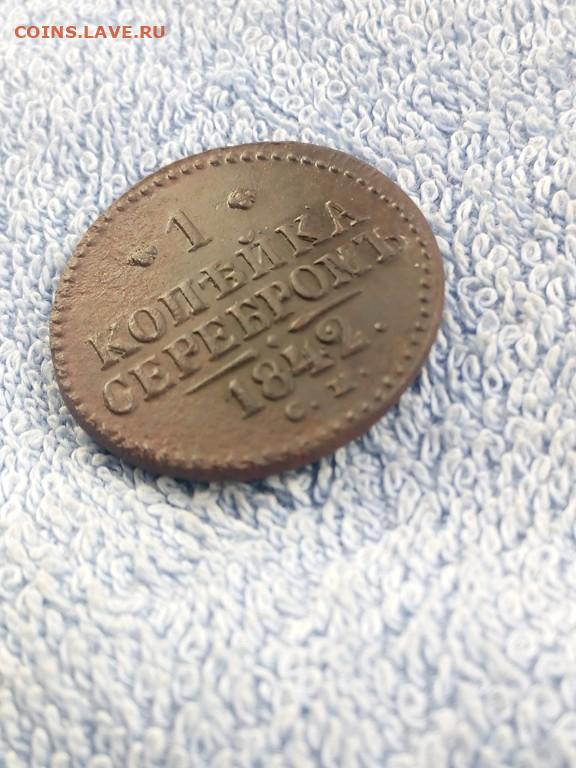 COINS.LAVE.RU
1
КОПѢЙКА
СЕРЕБРОМЪ
1842.
С. М.